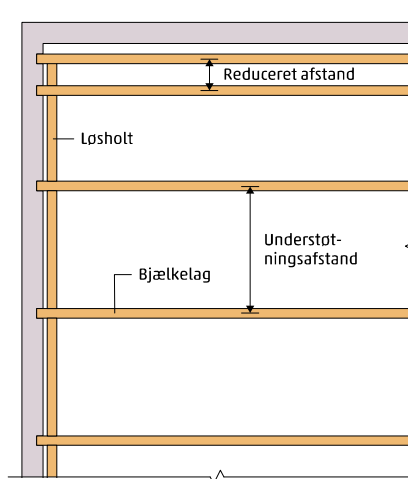 Reduceret afstand
Løsholt
Understøt-
ningsafstand
Bjælkelag